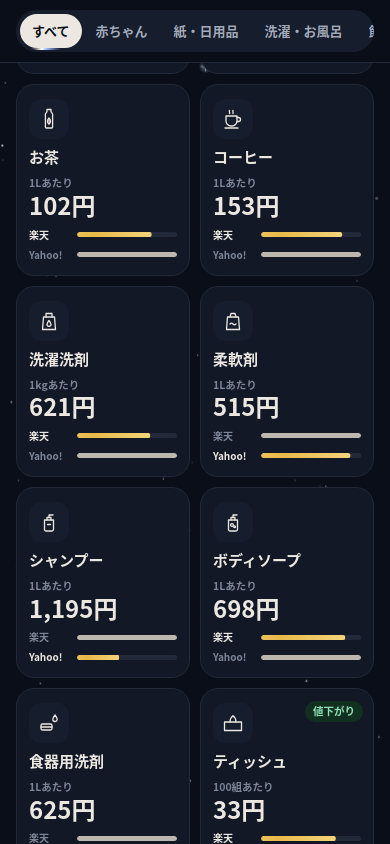 すべて 赤ちゃん 紙・日用品 洗濯・お風呂
お茶
1Lあたり
102円
楽天
Yahoo!
コーヒー
1Lあたり
153円
楽天
Yahoo!
洗濯洗剤
1kgあたり
621円
楽天
Yahoo!
柔軟剤
1Lあたり
515円
楽天
Yahoo!
シャンプー
1Lあたり
1,195円
楽天
Yahoo!
ボディソープ
1Lあたり
698円
楽天
Yahoo!
食器用洗剤
1Lあたり
625円
楽天
値下がり
ティッシュ
100組あたり
33円
楽天